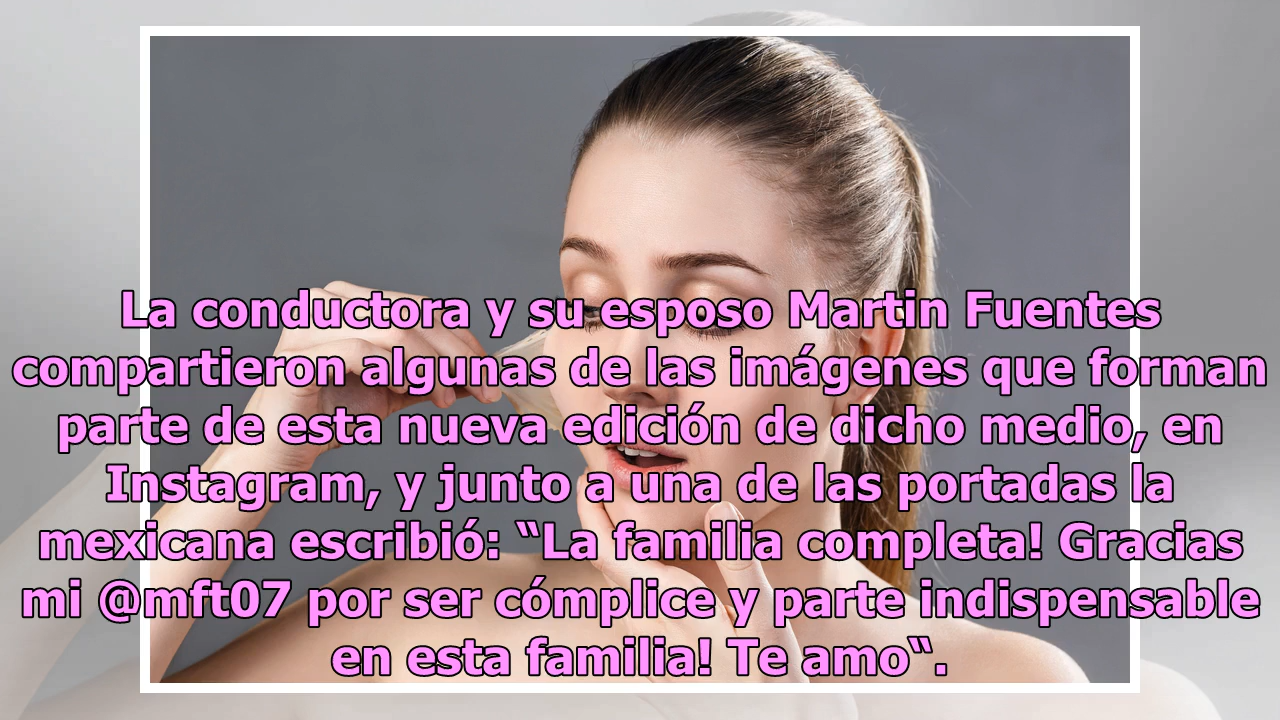 La conductora y su esposo Martin Fuentes
compartieron algunas de las imágenes que forman
parte de esta nueva edición de dicho medio, en
Instagram, y junto a una de las portadas la
mexicana escribió: “La familia completa! Gracias
mi @mft07 por ser cómplice y parte indispensable
en esta familia! Te amo“.